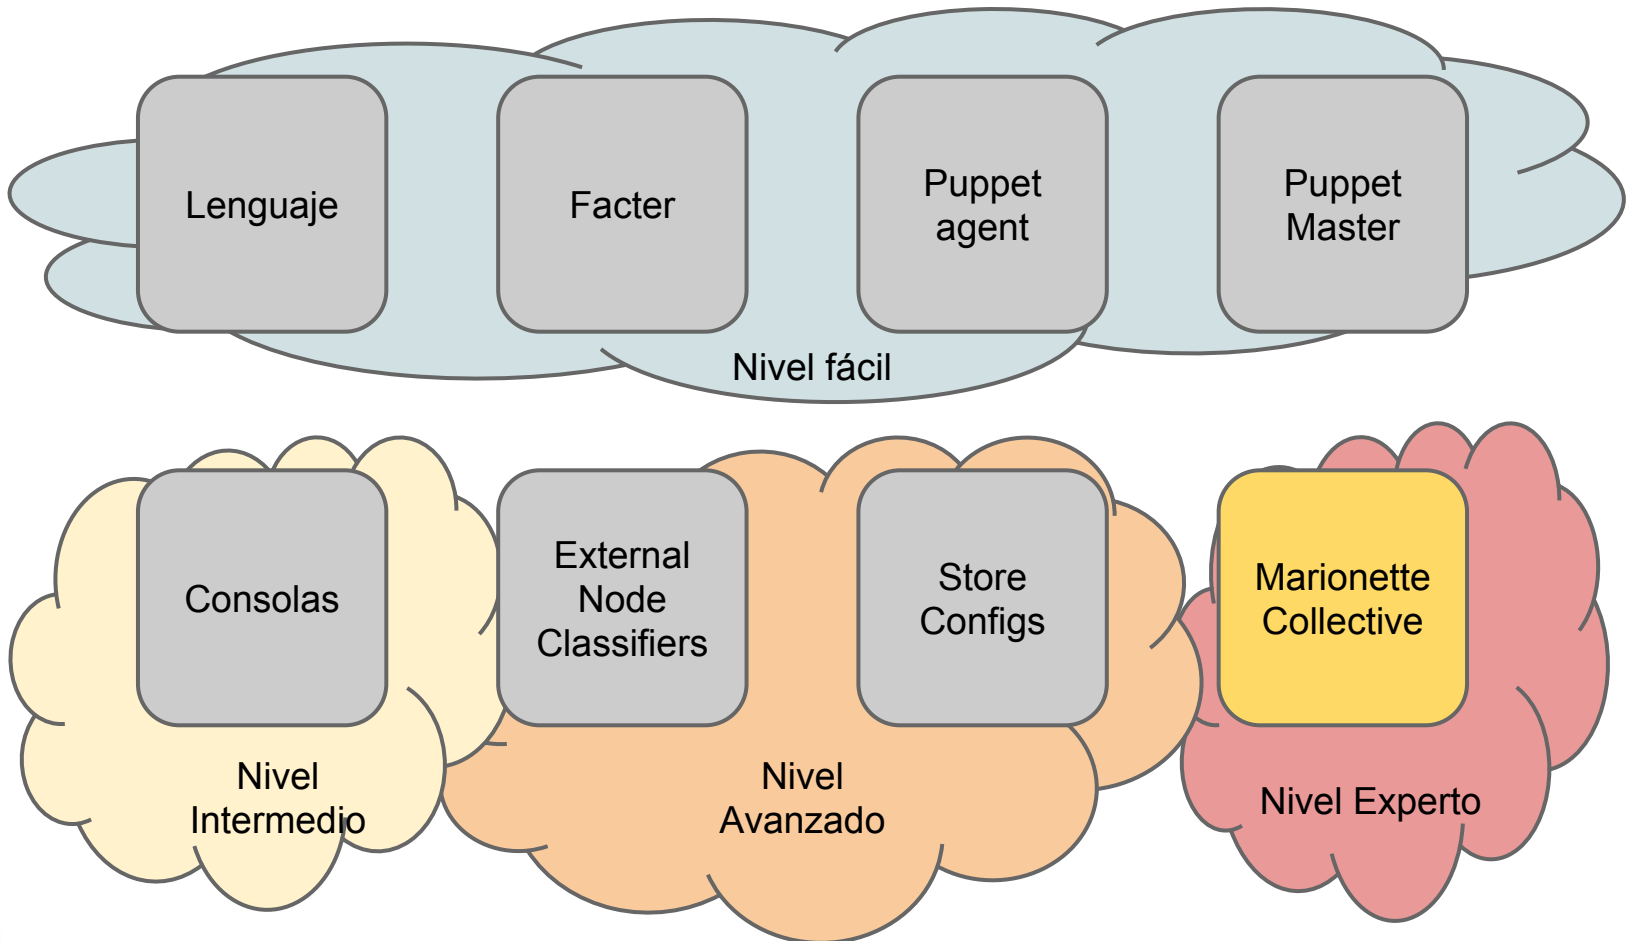 Lenguaje
Facter
Puppet
agent
Puppet
Master
Nivel fácil
Consolas
External
Node
Classifiers
Store
Configs
Marionette
Collective
Nivel
Intermedio
Nivel
Avanzado
Nivel Experto